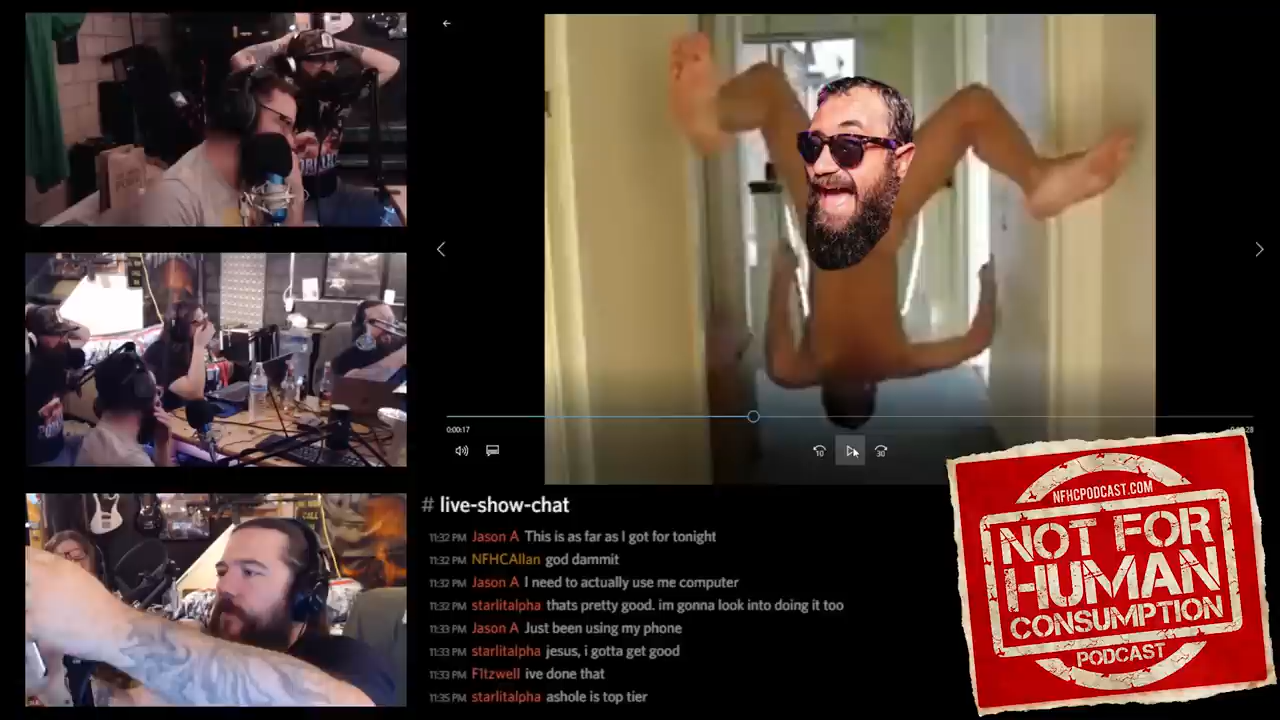 0:00:17
10
30
# live-show-chat
11:32 PM Jason A This is as far as I got for tonight
11:32 PM NFHCAllan god dammit
11:32 PM Jason A I need to actually use me computer
11:32 PM starlitalpha thats pretty good. im gonna look into doing it too
11:33 PM Jason A Just been using my phone
11:33 PM starlitalpha jesus, i gotta get good
11:33 PM F1tzwell ive done that
11:35 PM starlitalpha ashole is top tier
NFHCPODCAST.COM
NOT FOR
HUMAN
CONSUMPTION
PODCAST